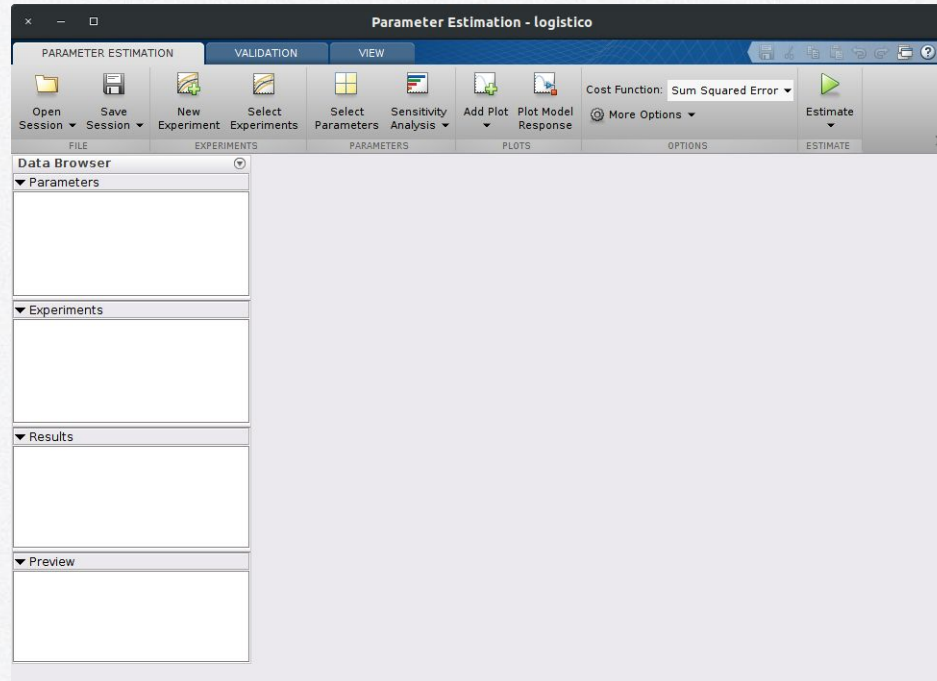 Parameter Estimation - logistico
PARAMETER ESTIMATION VALIDATION VIEW
Open Session Save Session New Experiment Select Experiments Select Parameters Sensitivity Analysis Add Plot Plot Model Response Cost Function: Sum Squared Error Estimate
More Options
FILE EXPERIMENTS PARAMETERS PLOTS OPTIONS ESTIMATE
Data Browser
Parameters
Experiments
Results
Preview